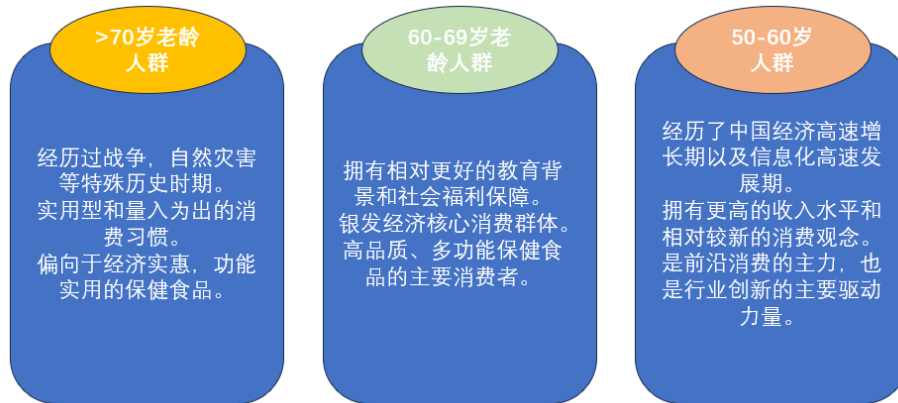 >70岁老龄
人群
经历过战争，自然灾害
等特殊历史时期。
实用型和量入为出的消
费习惯。
偏向于经济实惠，功能
实用的保健食品。
60-69岁老
龄人群
拥有相对更好的教育背
景和社会福利保障。
银发经济核心消费群体。
高品质、多功能保健食
品的主要消费者。
50-60岁
人群
经历了中国经济高速增
长期以及信息化高速发
展期。
拥有更高的收入水平和
相对较新的消费观念。
是前沿消费的主力，也
是行业创新的主要驱动
力量。